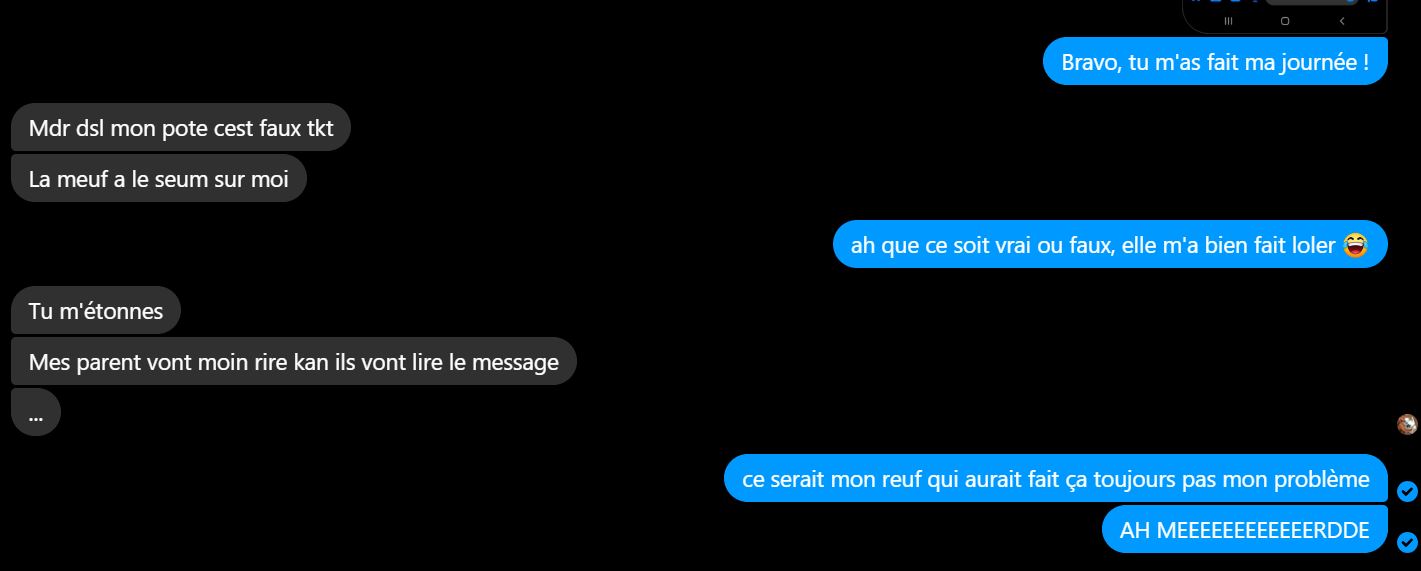 Bravo, tu m'as fait ma journée !
Mdr dsl mon pote cest faux tkt
La meuf a le seum sur moi
ah que ce soit vrai ou faux, elle m'a bien fait loler 😂
Tu m'étonnes
Mes parent vont moin rire kan ils vont lire le message
...
ce serait mon reuf qui aurait fait ça toujours pas mon problème
AH MEEEEEEEEEEEERDDE